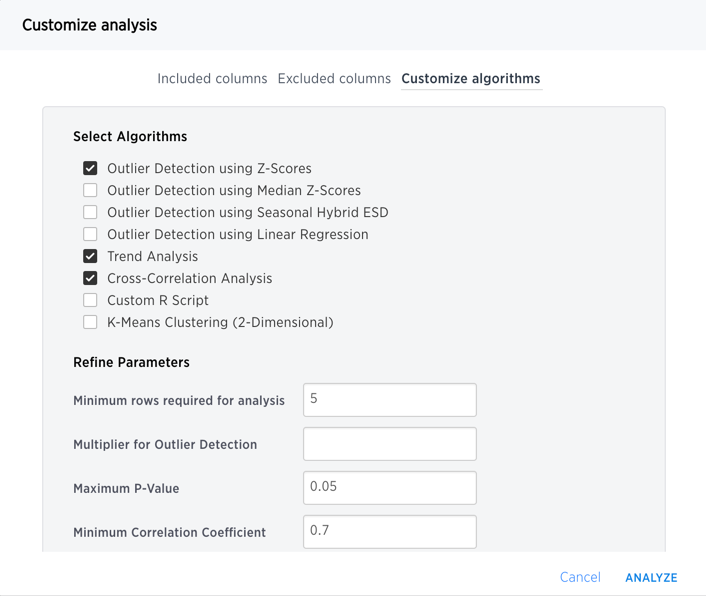 Customize analysis
Included columns Excluded columns Customize algorithms
Select Algorithms
Outlier Detection using Z-Scores
Outlier Detection using Median Z-Scores
Outlier Detection using Seasonal Hybrid ESD
Outlier Detection using Linear Regression
Trend Analysis
Cross-Correlation Analysis
Custom R Script
K-Means Clustering (2-Dimensional)
Refine Parameters
Minimum rows required for analysis 5
Multiplier for Outlier Detection
Maximum P-Value 0.05
Minimum Correlation Coefficient 0.7
Cancel ANALYZE